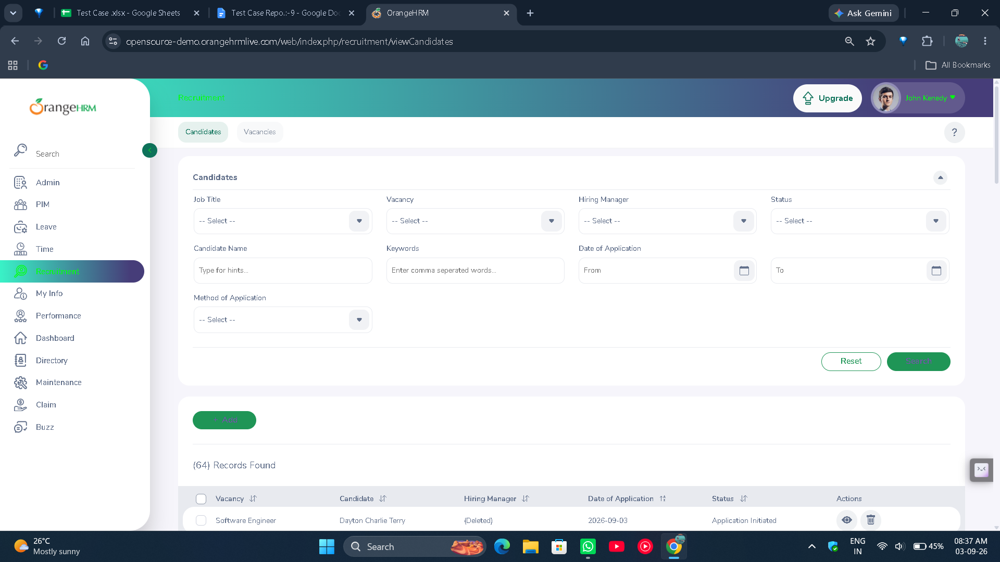 Test Case .xlsx - Google Sheets
Test Case Repo.:-9 - Google Do
OrangeHRM
Ask Gemini
opensource-demo.orangehrmlive.com/web/index.php/recruitment/viewCandidates
All Bookmarks
OrangeHRM
Recruitment
Upgrade
John Kenedy
Candidates
Vacancies
?
Search
Admin
PIM
Leave
Time
Recruitment
My Info
Performance
Dashboard
Directory
Maintenance
Claim
Buzz
Candidates
Job Title
Vacancy
Hiring Manager
Status
-- Select --
-- Select --
-- Select --
-- Select --
Candidate Name
Keywords
Date of Application
Type for hints...
Enter comma seperated words...
From
To
Method of Application
-- Select --
Reset
Search
+ Add
(64) Records Found
Vacancy
Candidate
Hiring Manager
Date of Application
Status
Actions
Software Engineer
Dayton Charlie Terry
(Deleted)
2026-09-03
Application Initiated
26°C
Mostly sunny
Search
ENG
IN
45%
08:37 AM
03-09-26